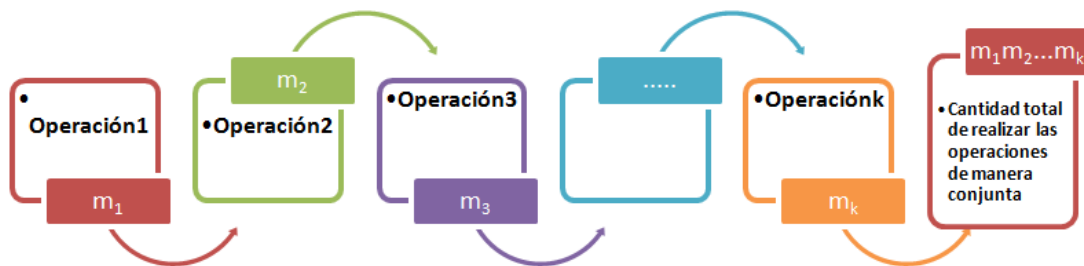 •
Operación1
m₁
m₂
•Operación2
•Operación3
m₃
.....
•Operaciónk
mₖ
m₁m₂...mₖ
•Cantidad total
de realizar las
operaciones
de manera
conjunta